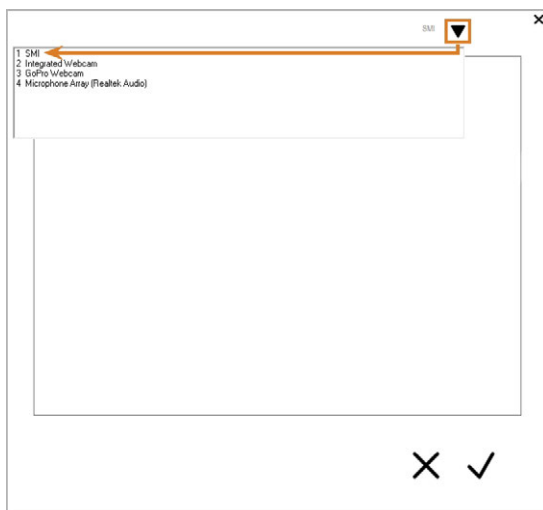 SMI
1 SMI
2 Integrated Webcam
3 GoPro Webcam
4 Microphone Array (Realtek Audio)